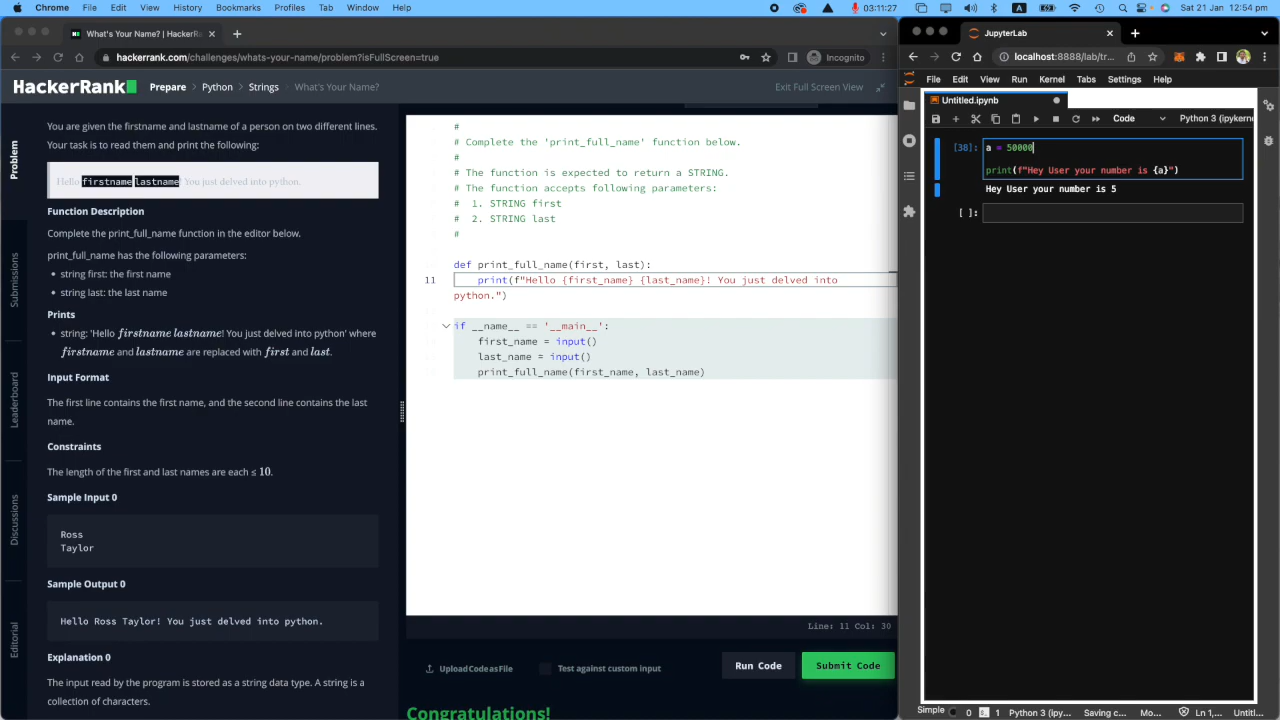 Chrome File Edit View History Bookmarks Profiles Tab Window Help
03:11:27
Sat 21 Jan 12:54 pm
What's Your Name? | HackerRan
hackerrank.com/challenges/whats-your-name/problem?isFullScreen=true
Incognito
HackerRank
Prepare Python Strings What's Your Name?
Exit Full Screen View
Problem
Submissions
Leaderboard
Discussions
Editorial
You are given the firstname and lastname of a person on two different lines.
Your task is to read them and print the following:
Hello firstname lastname! You just delved into python.
Function Description
Complete the print_full_name function in the editor below.
print_full_name has the following parameters:
• string first: the first name
• string last: the last name
Prints
• string: 'Hello firstname lastname! You just delved into python' where
firstname and lastname are replaced with first and last.
Input Format
The first line contains the first name, and the second line contains the last
name.
Constraints
The length of the first and last names are each ≤ 10.
Sample Input 0
Ross
Taylor
Sample Output 0
Hello Ross Taylor! You just delved into python.
Explanation 0
The input read by the program is stored as a string data type. A string is a
collection of characters.
#
# Complete the 'print_full_name' function below.
#
# The function is expected to return a STRING.
# The function accepts following parameters:
# 1. STRING first
# 2. STRING last
#
def print_full_name(first, last):
11 print(f"Hello {first_name} {last_name}! You just delved into
python.")
if __name__ == '__main__':
first_name = input()
last_name = input()
print_full_name(first_name, last_name)
Line: 11 Col: 30
Upload Code as File
Test against custom input
Run Code
Submit Code
Congratulations!
JupyterLab
localhost:8888/lab/tr...
File Edit View Run Kernel Tabs Settings Help
Untitled.ipynb
Code
Python 3 (ipykerne
[38]: a = 50000
print(f"Hey User your number is {a}")
Hey User your number is 5
[ ]:
Simple 0 1 Python 3 (ipy... Saving c... Mo... Ln 1,... Untitl...